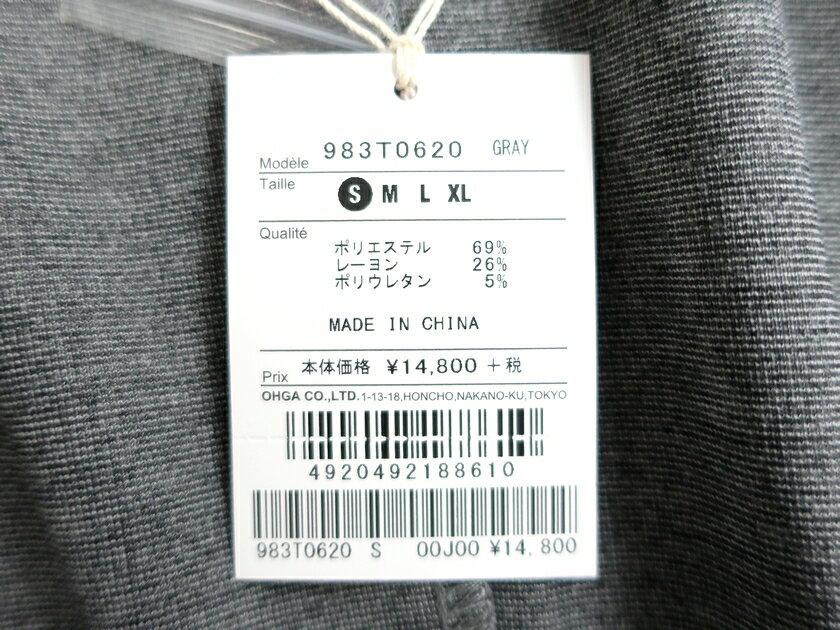 Modèle 983T0620 GRAY
Taille S M L XL
Qualité
ポリエステル 69%
レーヨン 26%
ポリウレタン 5%
MADE IN CHINA
Prix 本体価格 ¥14,800 +税
OHGA CO.,LTD. 1-13-18,HONCHO,NAKANO-KU,TOKYO
4920492188610
983T0620 S 00J00 ¥14,800